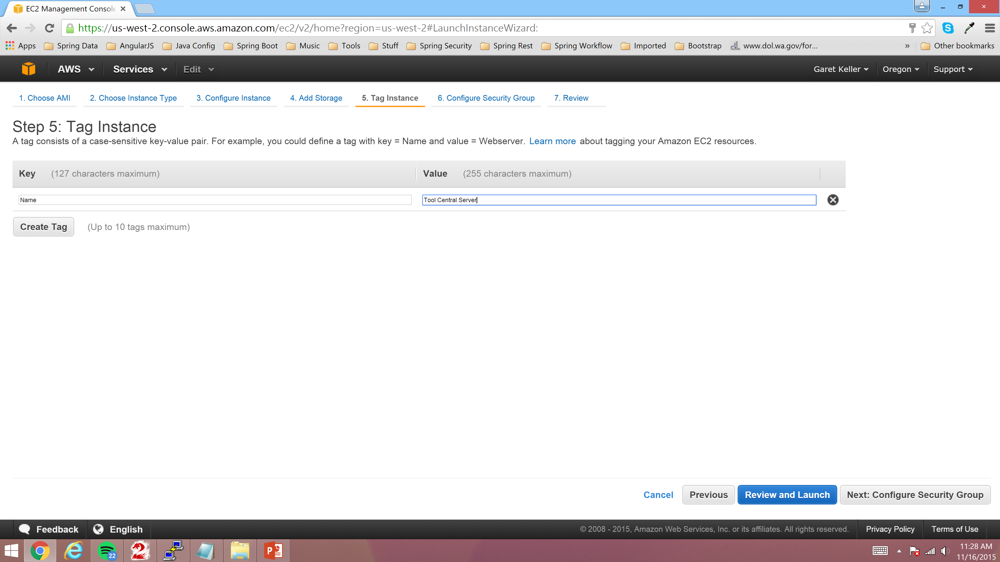 EC2 Management Console
https://us-west-2.console.aws.amazon.com/ec2/v2/home?region=us-west-2#LaunchInstanceWizard:
Apps Spring Data AngularJS Java Config Spring Boot Music Tools Stuff Spring Security Spring Rest Spring Workflow Imported Bootstrap www.dol.wa.gov/for... » Other bookmarks
AWS Services Edit Garet Keller Oregon Support
1. Choose AMI 2. Choose Instance Type 3. Configure Instance 4. Add Storage 5. Tag Instance 6. Configure Security Group 7. Review
Step 5: Tag Instance
A tag consists of a case-sensitive key-value pair. For example, you could define a tag with key = Name and value = Webserver. Learn more about tagging your Amazon EC2 resources.
Key (127 characters maximum) Value (255 characters maximum)
Name Tool Central Server
Create Tag (Up to 10 tags maximum)
Cancel Previous Review and Launch Next: Configure Security Group
Feedback English © 2008 - 2015, Amazon Web Services, Inc. or its affiliates. All rights reserved. Privacy Policy Terms of Use
22
11:28 AM
11/16/2015